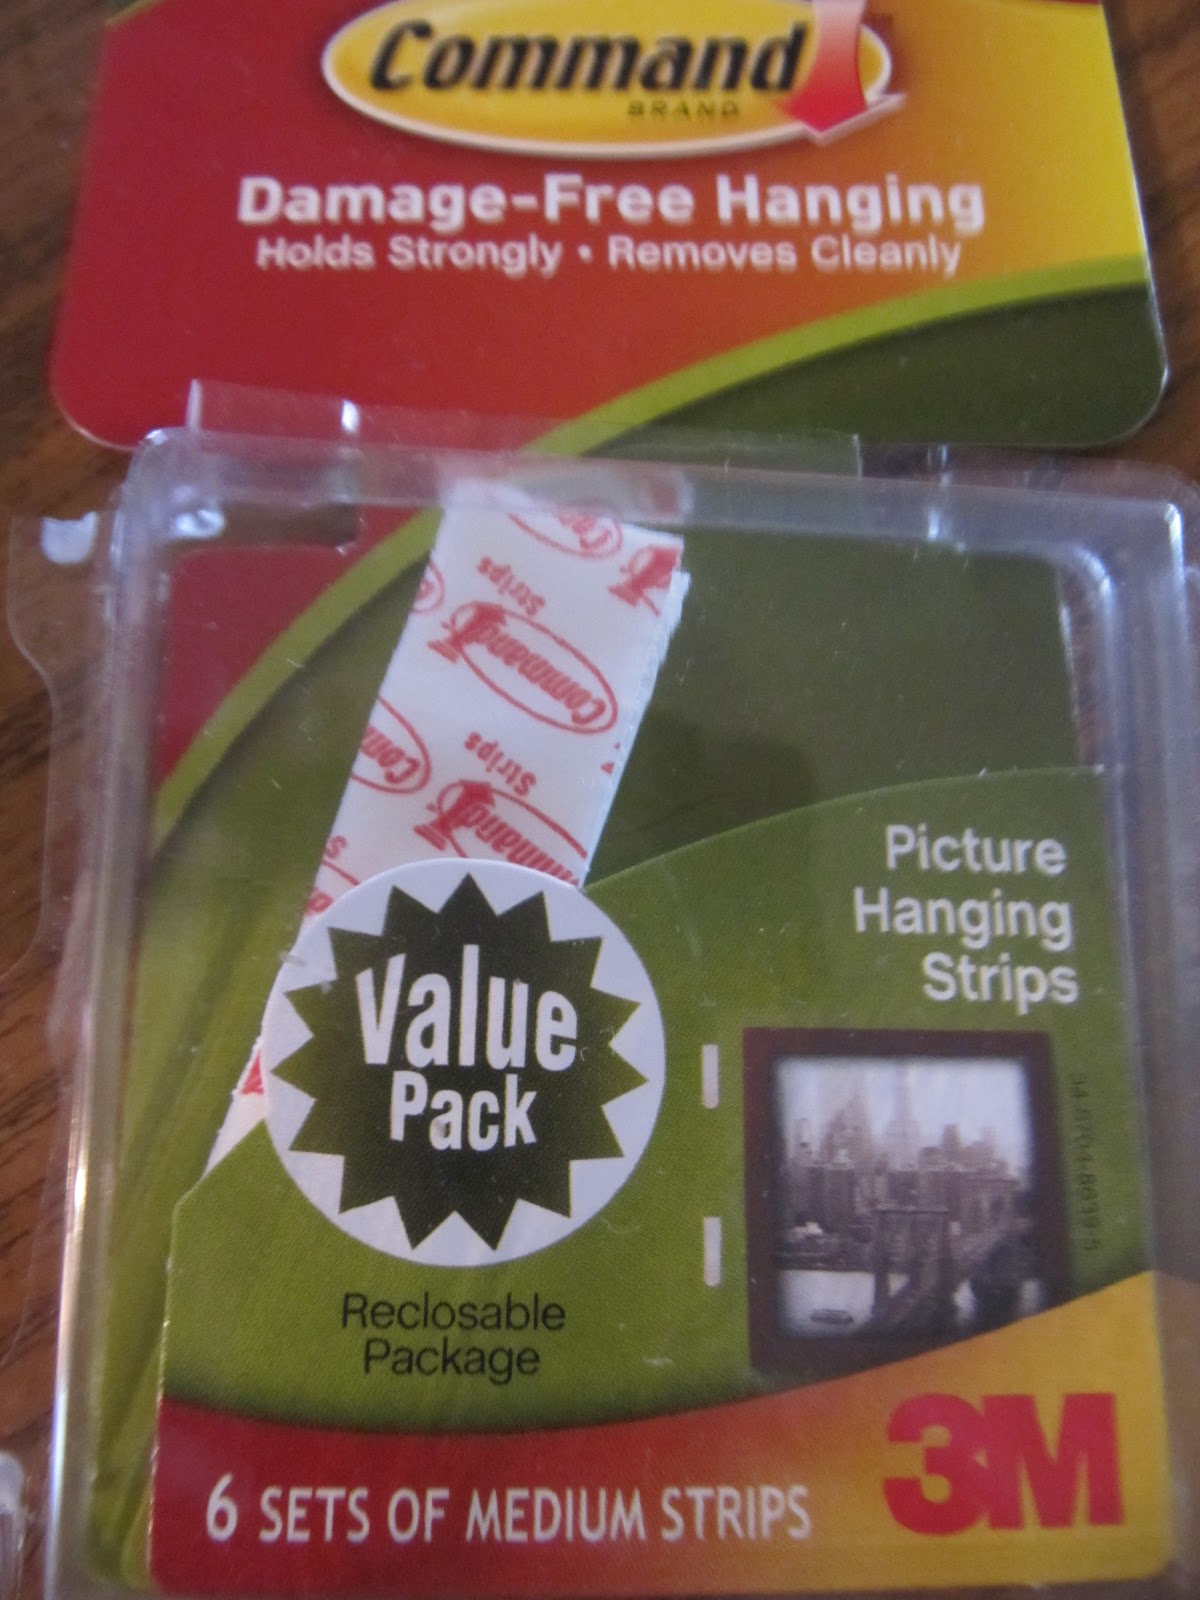 Command
BRAND
Damage-Free Hanging
Holds Strongly • Removes Cleanly
Command
Strips
Command
Strips
Command
Picture
Hanging
Strips
Value
Pack
Reclosable
Package
6 SETS OF MEDIUM STRIPS
3M